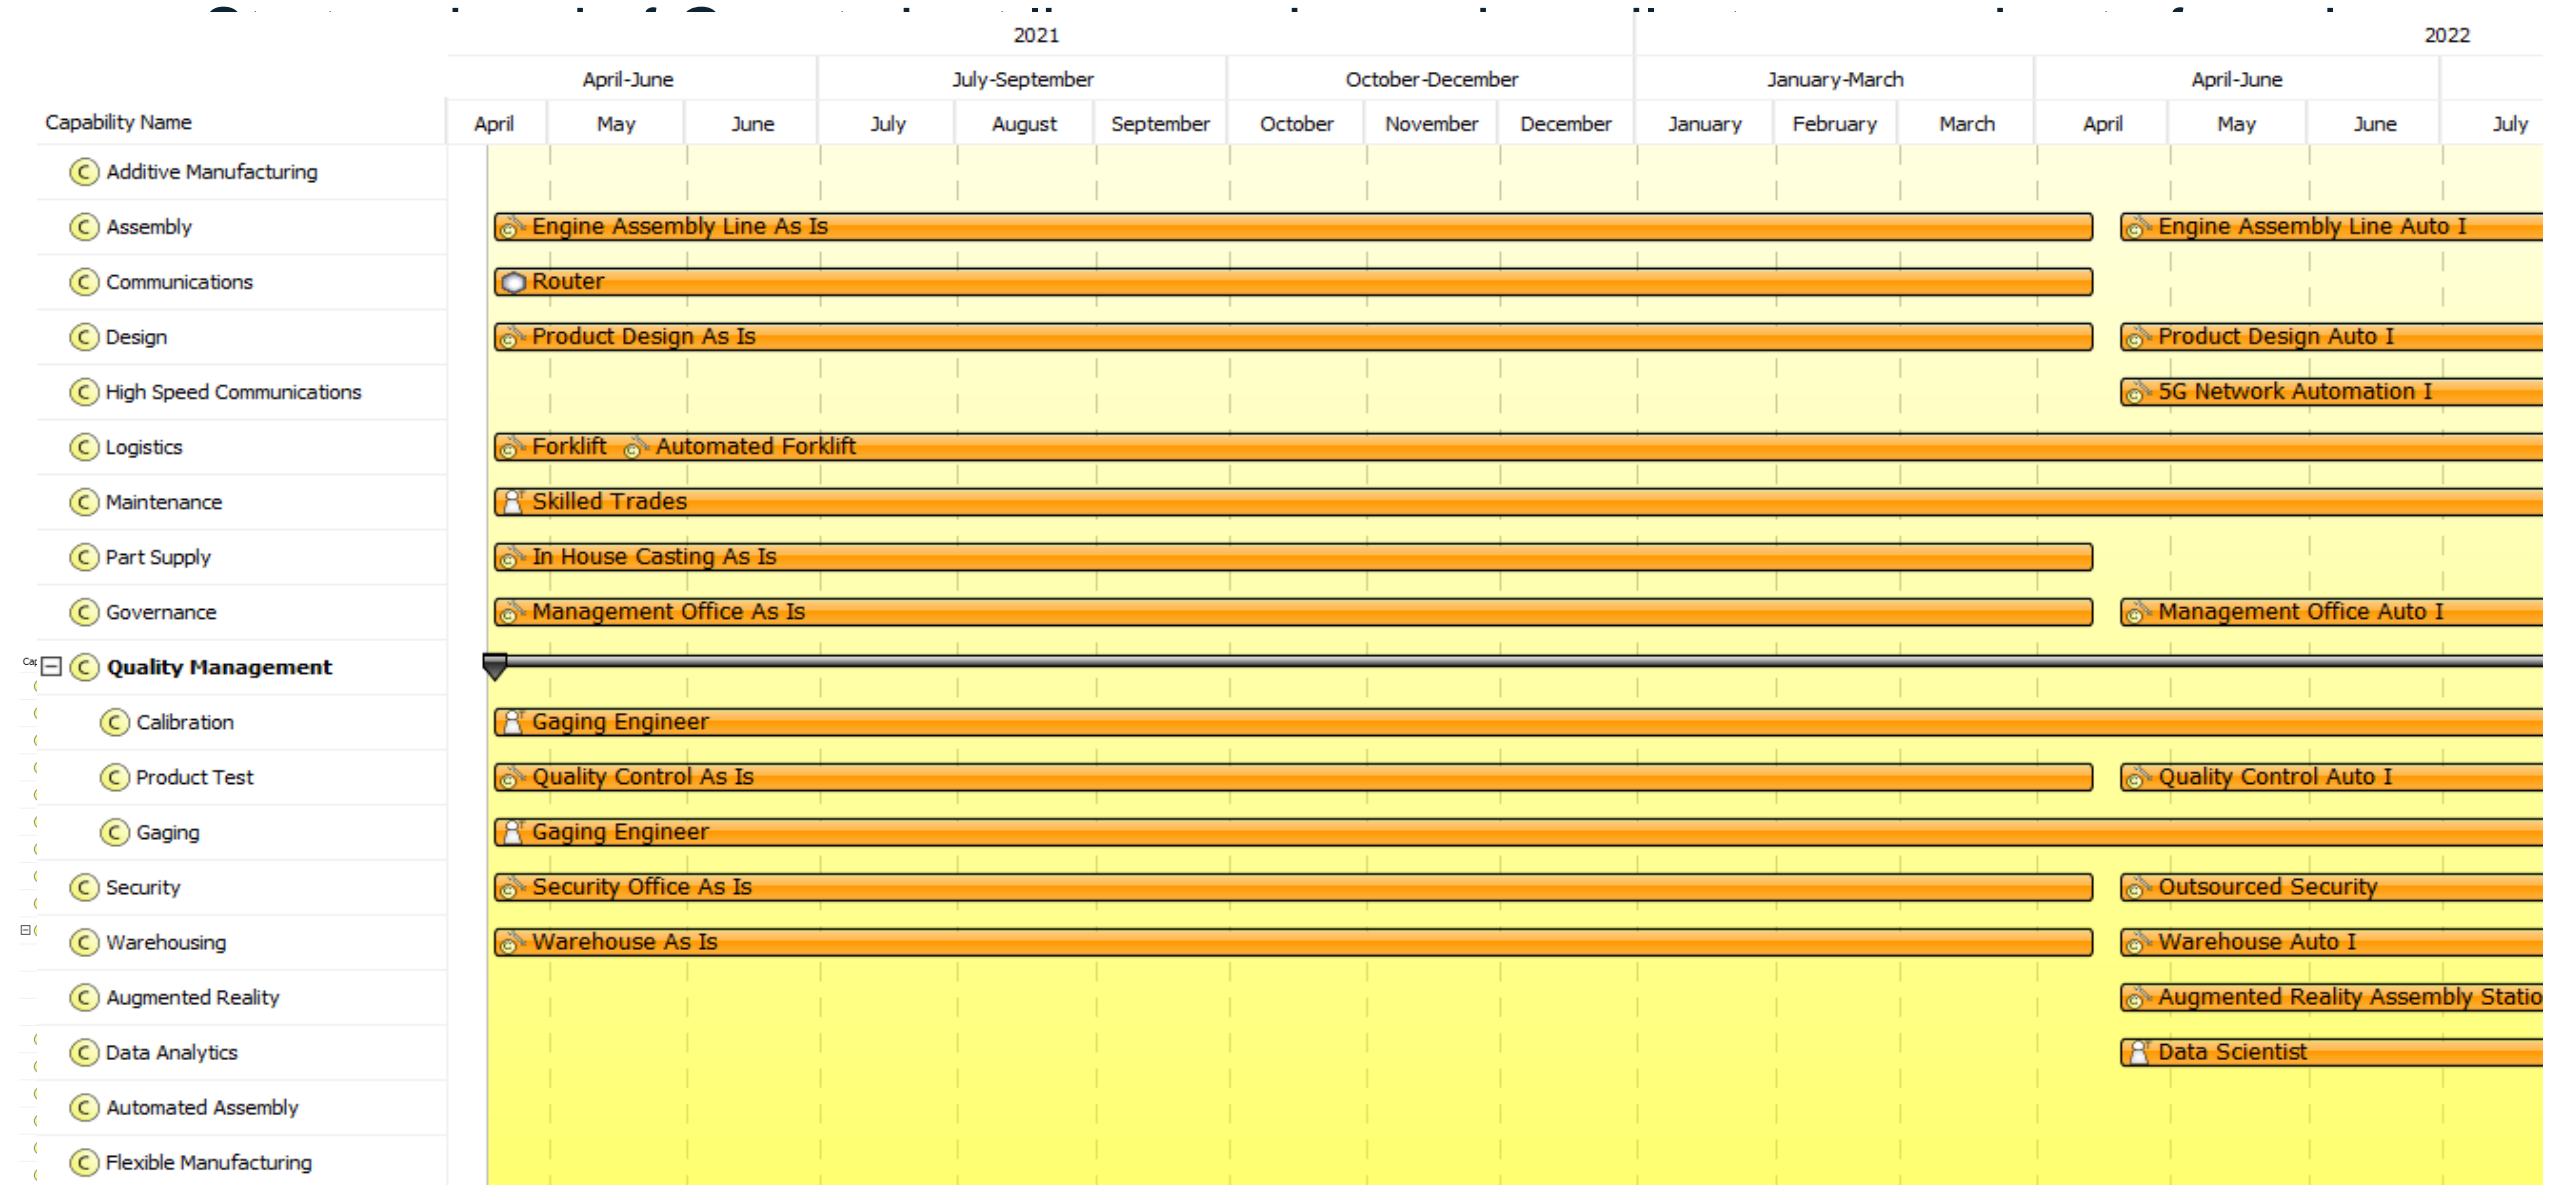 2021 2022
April-June July-September October-December January-March April-June
Capability Name April May June July August September October November December January February March April May June July
C Additive Manufacturing
C Assembly Engine Assembly Line As Is Engine Assembly Line Auto I
C Communications Router
C Design Product Design As Is Product Design Auto I
C High Speed Communications 5G Network Automation I
C Logistics Forklift Automated Forklift
C Maintenance Skilled Trades
C Part Supply In House Casting As Is
C Governance Management Office As Is Management Office Auto I
C Quality Management
C Calibration Gaging Engineer
C Product Test Quality Control As Is Quality Control Auto I
C Gaging Gaging Engineer
C Security Security Office As Is Outsourced Security
C Warehousing Warehouse As Is Warehouse Auto I
C Augmented Reality Augmented Reality Assembly Statio
C Data Analytics Data Scientist
C Automated Assembly
C Flexible Manufacturing